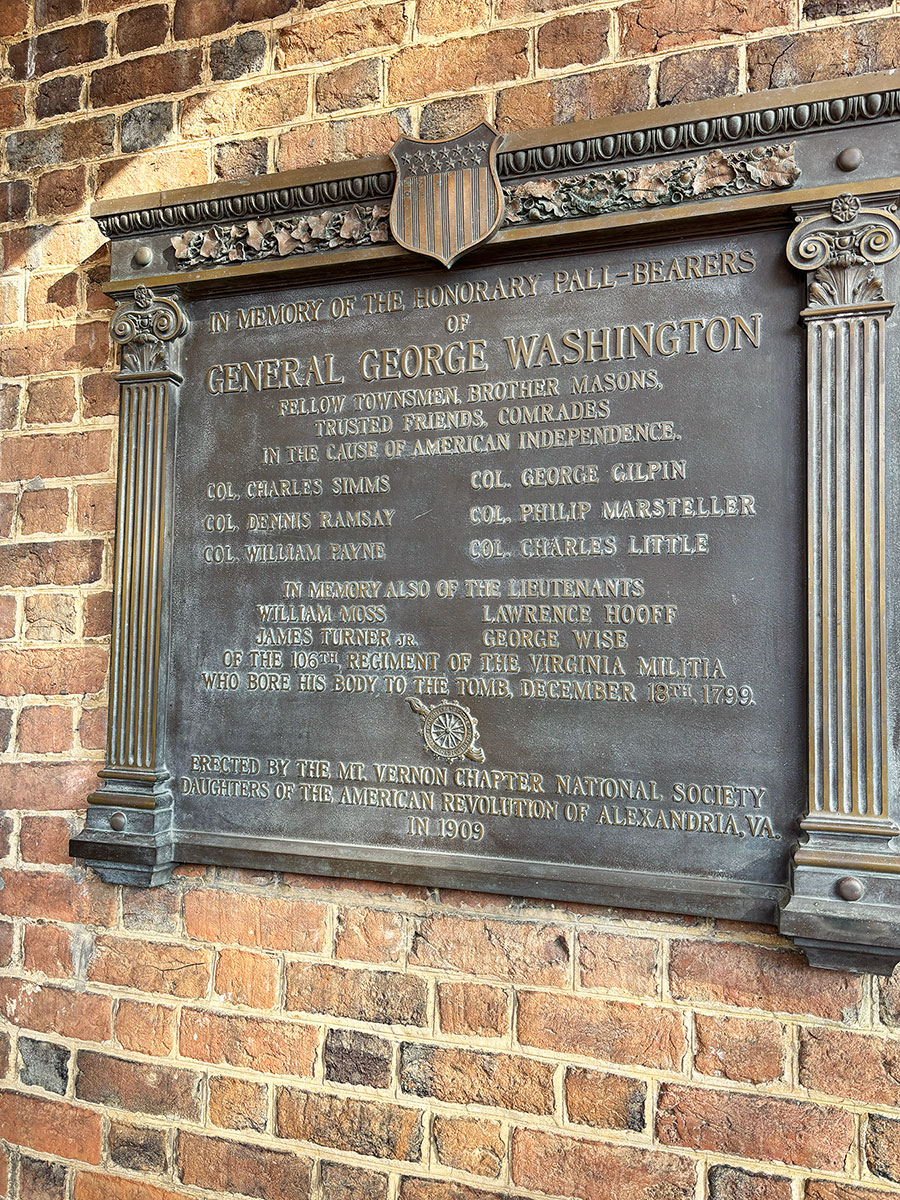 IN MEMORY OF THE HONORARY PALL-BEARERS
OF
GENERAL GEORGE WASHINGTON
FELLOW TOWNSMEN, BROTHER MASONS,
TRUSTED FRIENDS, COMRADES
IN THE CAUSE OF AMERICAN INDEPENDENCE.
COL. CHARLES SIMMS COL. GEORGE GILPIN
COL. DENNIS RAMSAY COL. PHILIP MARSTELLER
COL. WILLIAM PAYNE COL. CHARLES LITTLE
IN MEMORY ALSO OF THE LIEUTENANTS
WILLIAM MOSS LAWRENCE HOOFF
JAMES TURNER JR. GEORGE WISE
OF THE 106TH, REGIMENT OF THE VIRGINIA MILITIA
WHO BORE HIS BODY TO THE TOMB, DECEMBER 18TH, 1799.
ERECTED BY THE MT. VERNON CHAPTER NATIONAL SOCIETY
DAUGHTERS OF THE AMERICAN REVOLUTION OF ALEXANDRIA, VA.
IN 1909